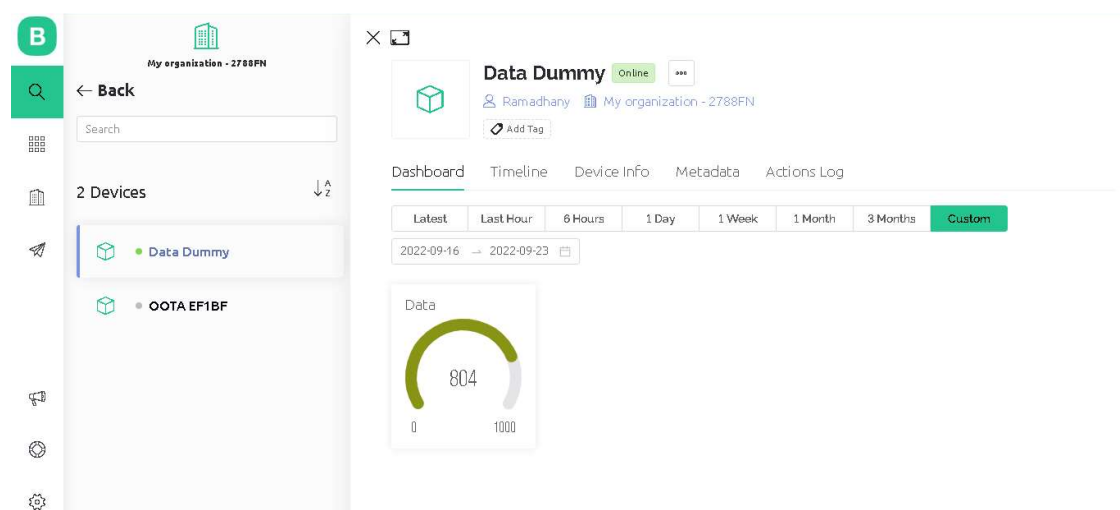 B
My organization - 2788FN
← Back
Search
2 Devices
A
Z
Data Dummy
OOTA EF1BF
Data Dummy Online
Ramadhany My organization - 2788FN
Add Tag
Dashboard Timeline Device Info Metadata Actions Log
Latest Last Hour 6 Hours 1 Day 1 Week 1 Month 3 Months Custom
2022-09-16 → 2022-09-23
Data
804
0 1000